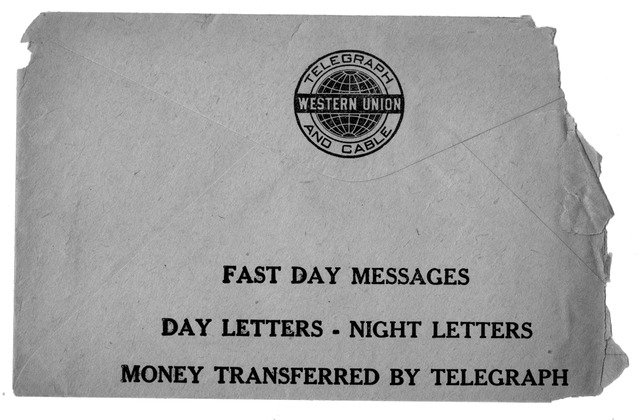 TELEGRAPH
WESTERN UNION
AND CABLE
FAST DAY MESSAGES
DAY LETTERS - NIGHT LETTERS
MONEY TRANSFERRED BY TELEGRAPH